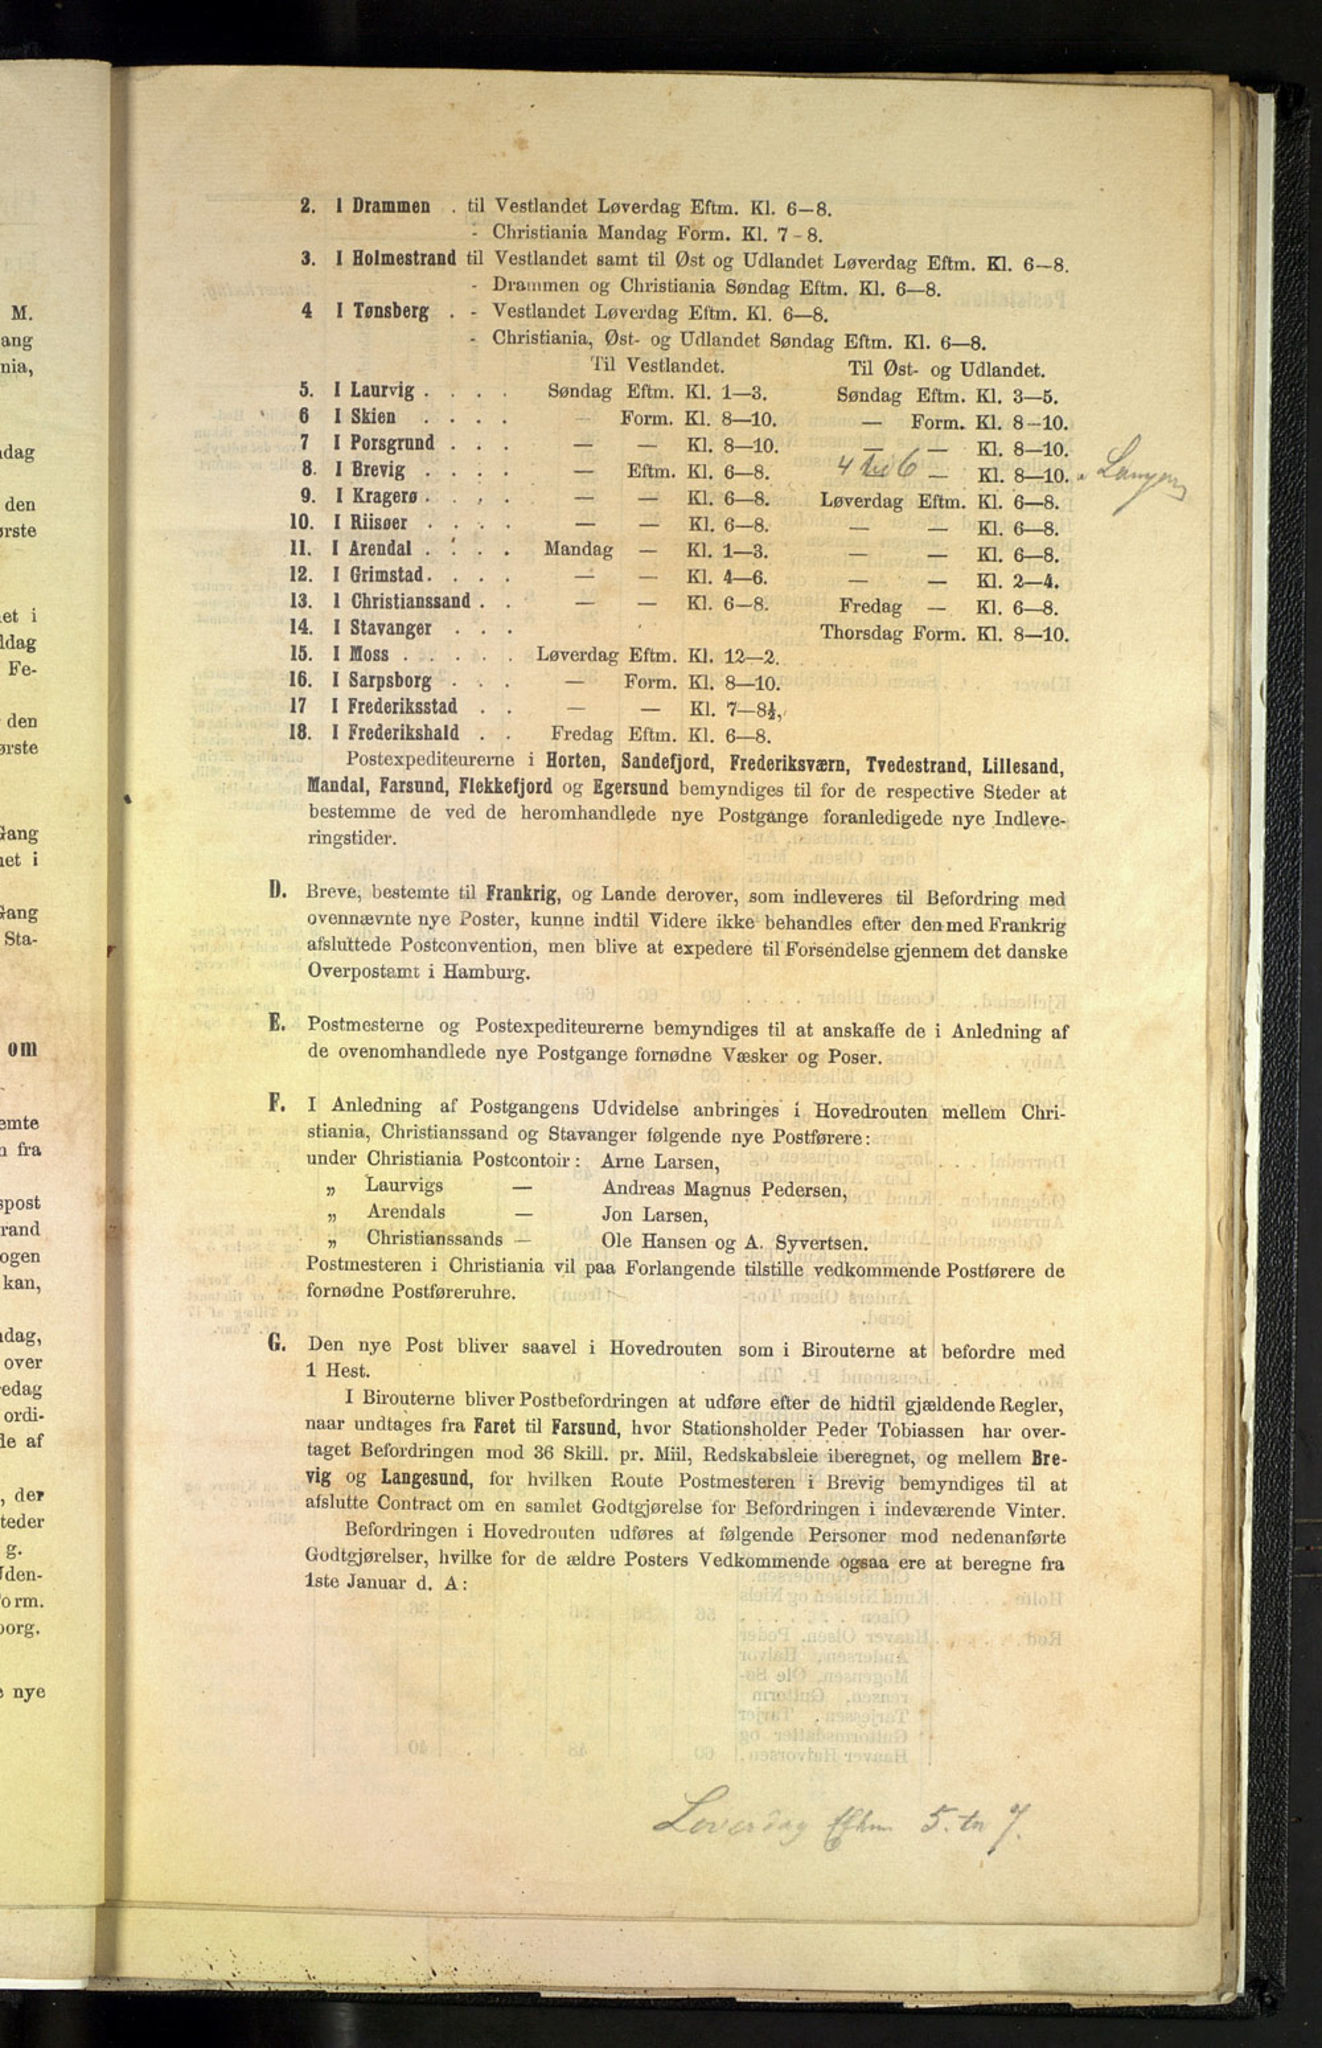 2. I Drammen . til Vestlandet Løverdag Eftm. Kl. 6—8.
- Christiania Mandag Form. Kl. 7-8.
3. I Holmestrand til Vestlandet samt til Øst og Udlandet Løverdag Eftm. Kl. 6—8.
- Drammen og Christiania Søndag Eftm. Kl. 6—8.
4 I Tønsberg . - Vestlandet Løverdag Eftm. Kl. 6—8.
- Christiania, Øst- og Udlandet Søndag Eftm. Kl. 6—8.
Til Vestlandet. Til Øst- og Udlandet.
5. I Laurvig . . . . Søndag Eftm. Kl. 1—3. Søndag Eftm. Kl. 3—5.
6 I Skien . . . . — Form. Kl. 8—10. — Form. Kl. 8-10.
7 I Porsgrund . . . — — Kl. 8—10. — — Kl. 8—10.
8. I Brevig . . . . — Eftm. Kl. 6—8. 4 til 6 — Kl. 8—10.
9. I Kragerø . . . . — — Kl. 6—8. Løverdag Eftm. Kl. 6—8.
10. I Riisøer . . . . — — Kl. 6—8. — — Kl. 6—8.
11. I Arendal . . . . Mandag — Kl. 1—3. — — Kl. 6—8.
12. I Grimstad. . . . — — Kl. 4—6. — — Kl. 2—4.
13. I Christianssand . . — — Kl. 6—8. Fredag — Kl. 6—8.
14. I Stavanger . . . Thorsdag Form. Kl. 8—10.
15. I Moss . . . . . Løverdag Eftm. Kl. 12—2.
16. I Sarpsborg . . . — Form. Kl. 8—10.
17 I Frederiksstad . . — — Kl. 7—8½,
18. I Frederikshald . . Fredag Eftm. Kl. 6—8.
Postexpediteurerne i Horten, Sandefjord, Frederiksværn, Tvedestrand, Lillesand,
Mandal, Farsund, Flekkefjord og Egersund bemyndiges til for de respective Steder at
bestemme de ved de heromhandlede nye Postgange foranledigede nye Indleve-
ringstider.
D. Breve, bestemte til Frankrig, og Lande derover, som indleveres til Befordring med
ovennævnte nye Poster, kunne indtil Videre ikke behandles efter den med Frankrig
afsluttede Postconvention, men blive at expedere til Forsendelse gjennem det danske
Overpostamt i Hamburg.
E. Postmesterne og Postexpediteurerne bemyndiges til at anskaffe de i Anledning af
de ovenomhandlede nye Postgange fornødne Væsker og Poser.
F. I Anledning af Postgangens Udvidelse anbringes i Hovedrouten mellem Chri-
stiania, Christianssand og Stavanger følgende nye Postførere:
under Christiania Postcontoir: Arne Larsen,
„ Laurvigs — Andreas Magnus Pedersen,
„ Arendals — Jon Larsen,
„ Christianssands — Ole Hansen og A. Syvertsen.
Postmesteren i Christiania vil paa Forlangende tilstille vedkommende Postførere de
fornødne Postføreruhre.
G. Den nye Post bliver saavel i Hovedrouten som i Birouterne at befordre med
1 Hest.
I Birouterne bliver Postbefordringen at udføre efter de hidtil gjældende Regler,
naar undtages fra Faret til Farsund, hvor Stationsholder Peder Tobiassen har over-
taget Befordringen mod 36 Skill. pr. Miil, Redskabsleie iberegnet, og mellem Bre-
vig og Langesund, for hvilken Route Postmesteren i Brevig bemyndiges til at
afslutte Contract om en samlet Godtgjørelse for Befordringen i indeværende Vinter.
Befordringen i Hovedrouten udføres af følgende Personer mod nedenanførte
Godtgjørelser, hvilke for de ældre Posters Vedkommende ogsaa ere at beregne fra
1ste Januar d. A:
Løverdag Eftm 5. til 7.